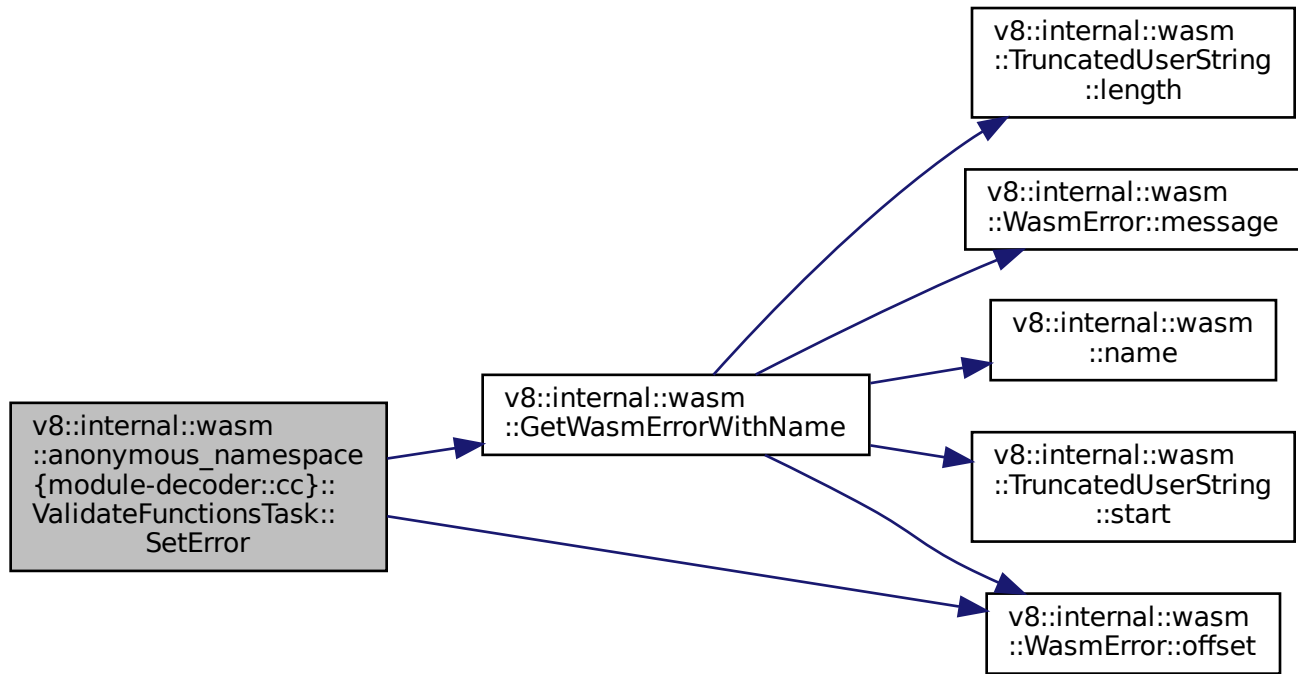 v8::internal::wasm
::anonymous_namespace
{module-decoder::cc}::
ValidateFunctionsTask::
SetError
v8::internal::wasm
::GetWasmErrorWithName
v8::internal::wasm
::TruncatedUserString
::length
v8::internal::wasm
::WasmError::message
v8::internal::wasm
::name
v8::internal::wasm
::TruncatedUserString
::start
v8::internal::wasm
::WasmError::offset